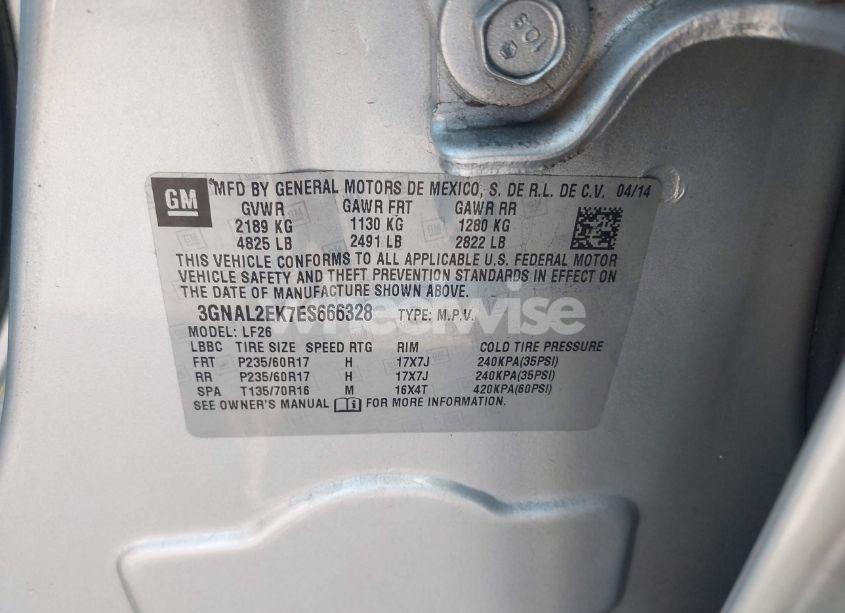 10.9
GM
MFD BY GENERAL MOTORS DE MEXICO, S. DE R.L. DE C.V. 04/14
GVWR GAWR FRT GAWR RR
2189 KG 1130 KG 1280 KG
4825 LB 2491 LB 2822 LB
THIS VEHICLE CONFORMS TO ALL APPLICABLE U.S. FEDERAL MOTOR
VEHICLE SAFETY AND THEFT PREVENTION STANDARDS IN EFFECT ON
THE DATE OF MANUFACTURE SHOWN ABOVE.
3GNAL2EK7ES666328 TYPE: M.P.V.
wheelwise
MODEL: LF26
LBBC TIRE SIZE SPEED RTG RIM COLD TIRE PRESSURE
FRT P235/60R17 H 17X7J 240KPA(35PSI)
RR P235/60R17 H 17X7J 240KPA(35PSI)
SPA T135/70R16 M 16X4T 420KPA(60PSI)
SEE OWNER'S MANUAL FOR MORE INFORMATION.